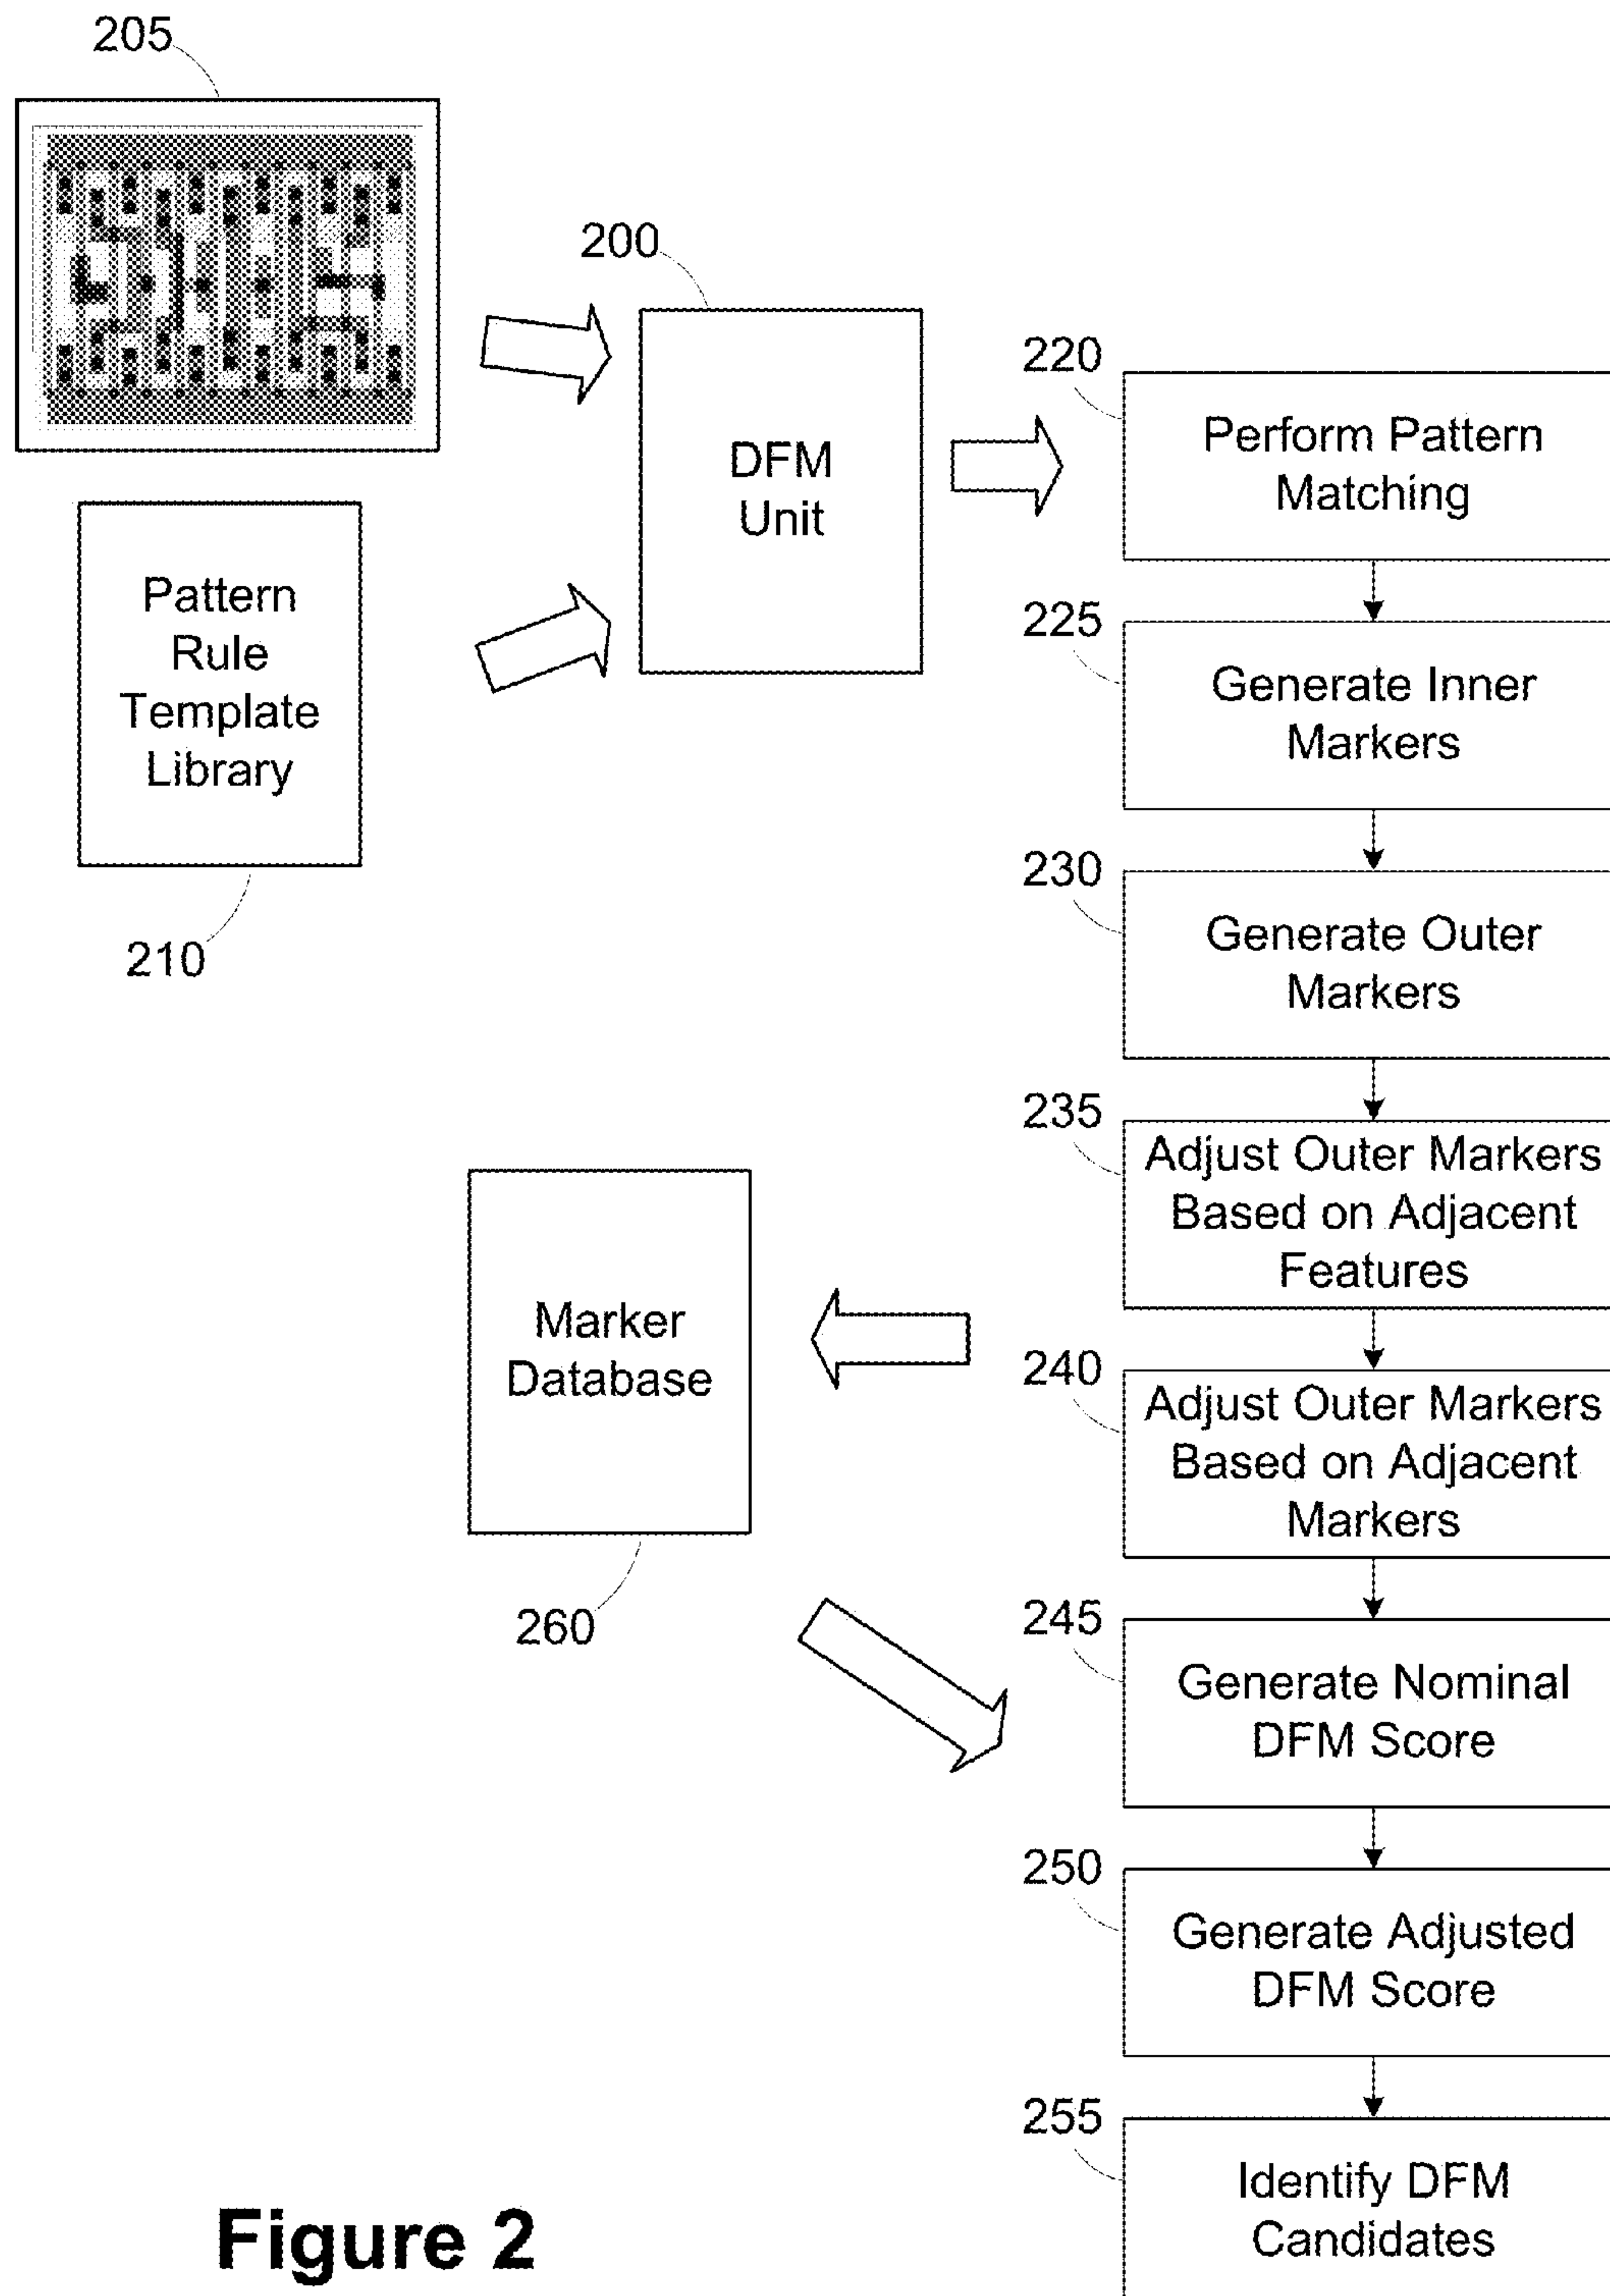 205
200
DFM
Unit
Pattern
Rule
Template
Library
210
220
Perform Pattern
Matching
225
Generate Inner
Markers
230
Generate Outer
Markers
235
Adjust Outer Markers
Based on Adjacent
Features
240
Adjust Outer Markers
Based on Adjacent
Markers
Marker
Database
260
245
Generate Nominal
DFM Score
250
Generate Adjusted
DFM Score
255
Identify DFM
Candidates
Figure 2